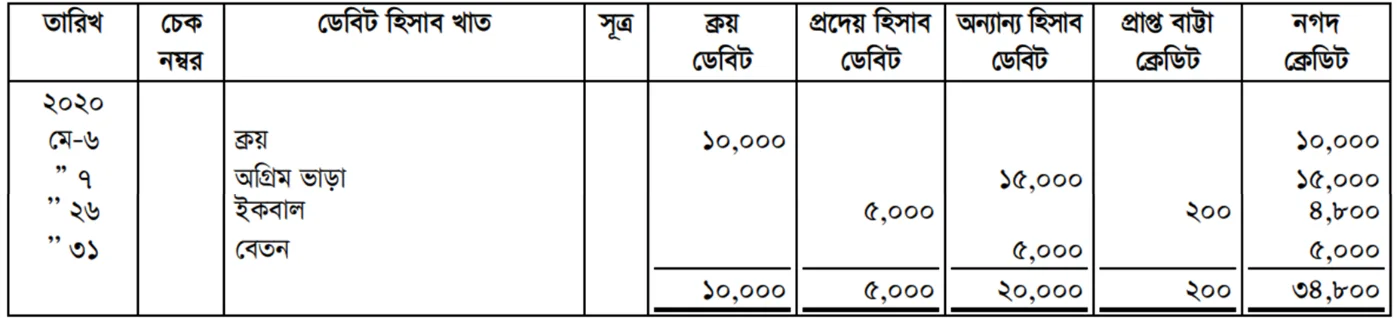 তারিখ চেক নম্বর ডেবিট হিসাব খাত সূত্র ক্রয় ডেবিট প্রদেয় হিসাব ডেবিট অন্যান্য হিসাব ডেবিট প্রাপ্ত বাট্টা ক্রেডিট নগদ ক্রেডিট
২০২০
মে-৬ ক্রয় ১০,০০০ ১০,০০০
” ৭ অগ্রিম ভাড়া ১৫,০০০ ১৫,০০০
” ২৬ ইকবাল ৫,০০০ ২০০ ৪,৮০০
” ৩১ বেতন ৫,০০০ ৫,০০০
১০,০০০ ৫,০০০ ২০,০০০ ২০০ ৩৪,৮০০